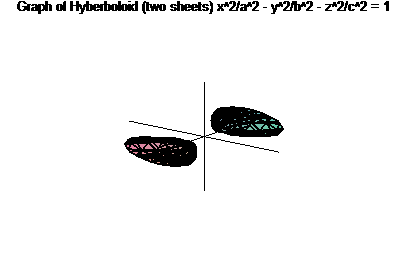 Graph of Hyberboloid (two sheets) x^2/a^2 - y^2/b^2 - z^2/c^2 = 1